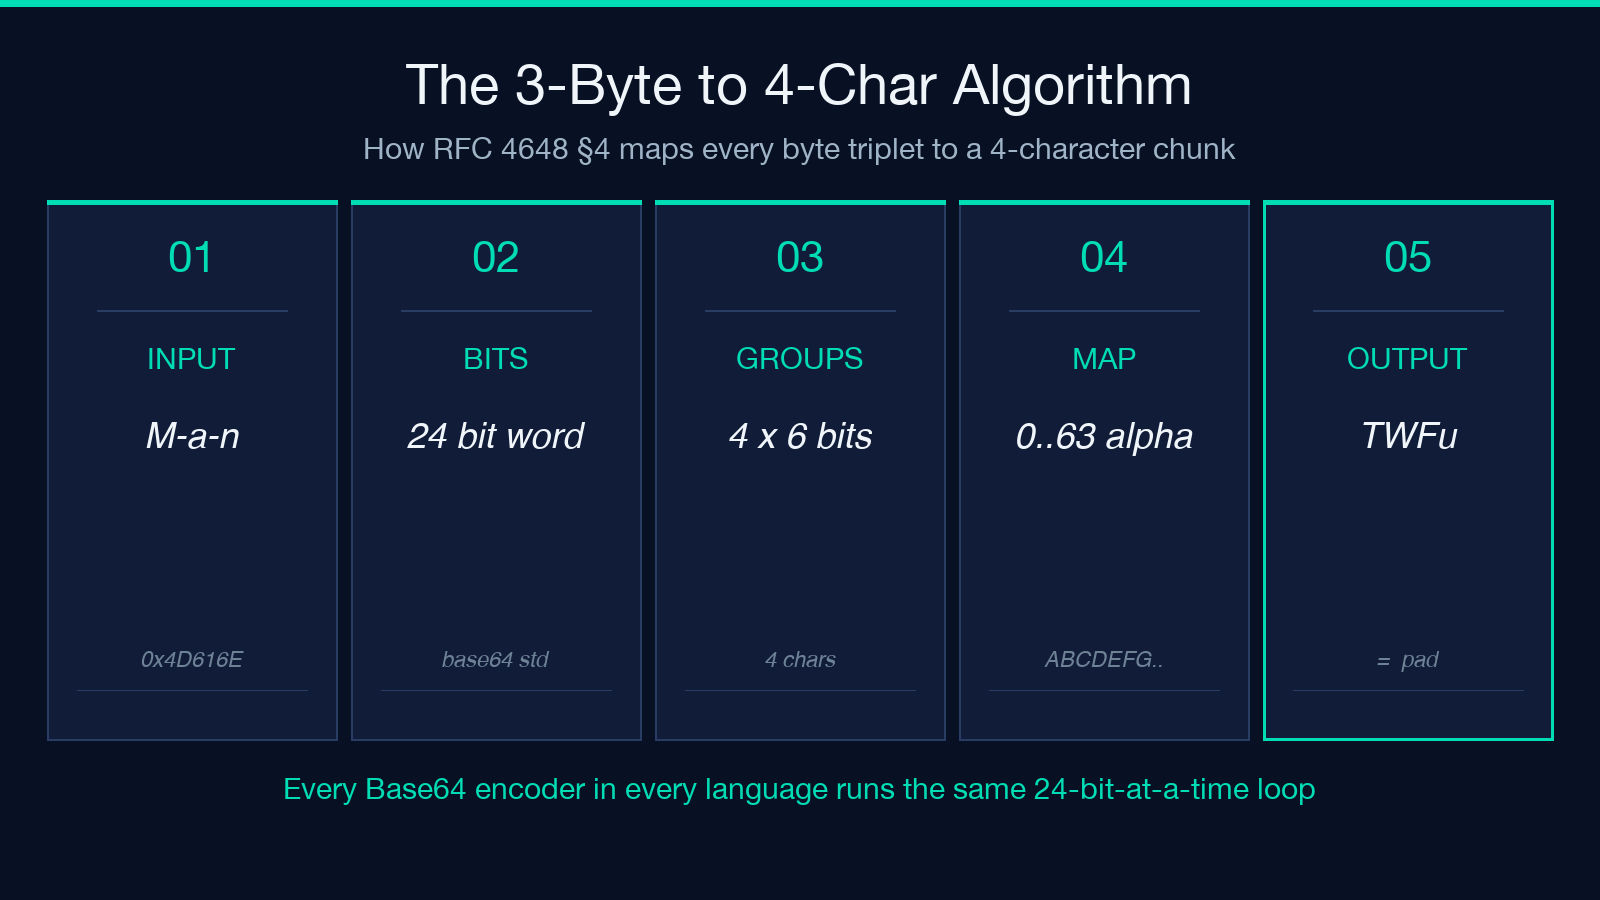 The 3-Byte to 4-Char Algorithm
How RFC 4648 §4 maps every byte triplet to a 4-character chunk
01
INPUT
M-a-n
0x4D616E
02
BITS
24 bit word
base64 std
03
GROUPS
4 x 6 bits
4 chars
04
MAP
0..63 alpha
ABCDEFG..
05
OUTPUT
TWFu
= pad
Every Base64 encoder in every language runs the same 24-bit-at-a-time loop